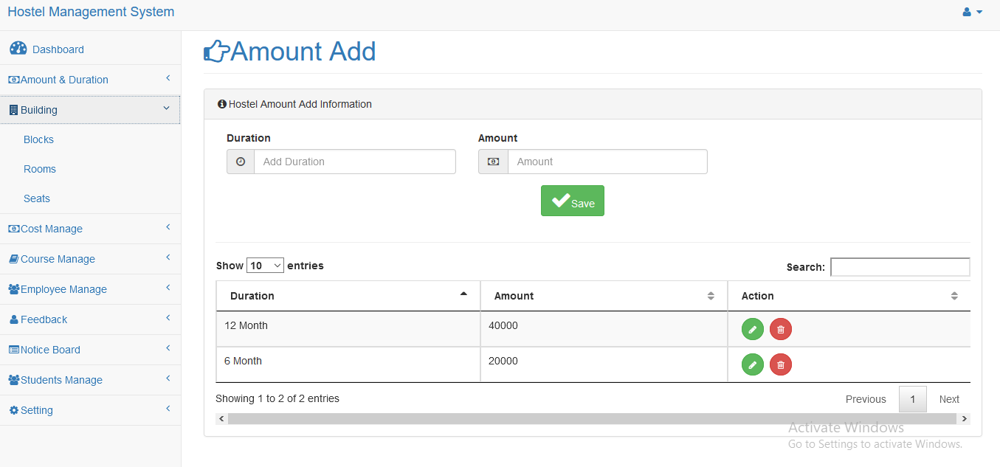 Hostel Management System
Dashboard
Amount & Duration
Building
Blocks
Rooms
Seats
Cost Manage
Course Manage
Employee Manage
Feedback
Notice Board
Students Manage
Setting
Amount Add
Hostel Amount Add Information
Duration Amount
Add Duration Amount
Save
Show 10 entries Search:
Duration Amount Action
12 Month 40000
6 Month 20000
Showing 1 to 2 of 2 entries Previous 1 Next
Activate Windows
Go to Settings to activate Windows.